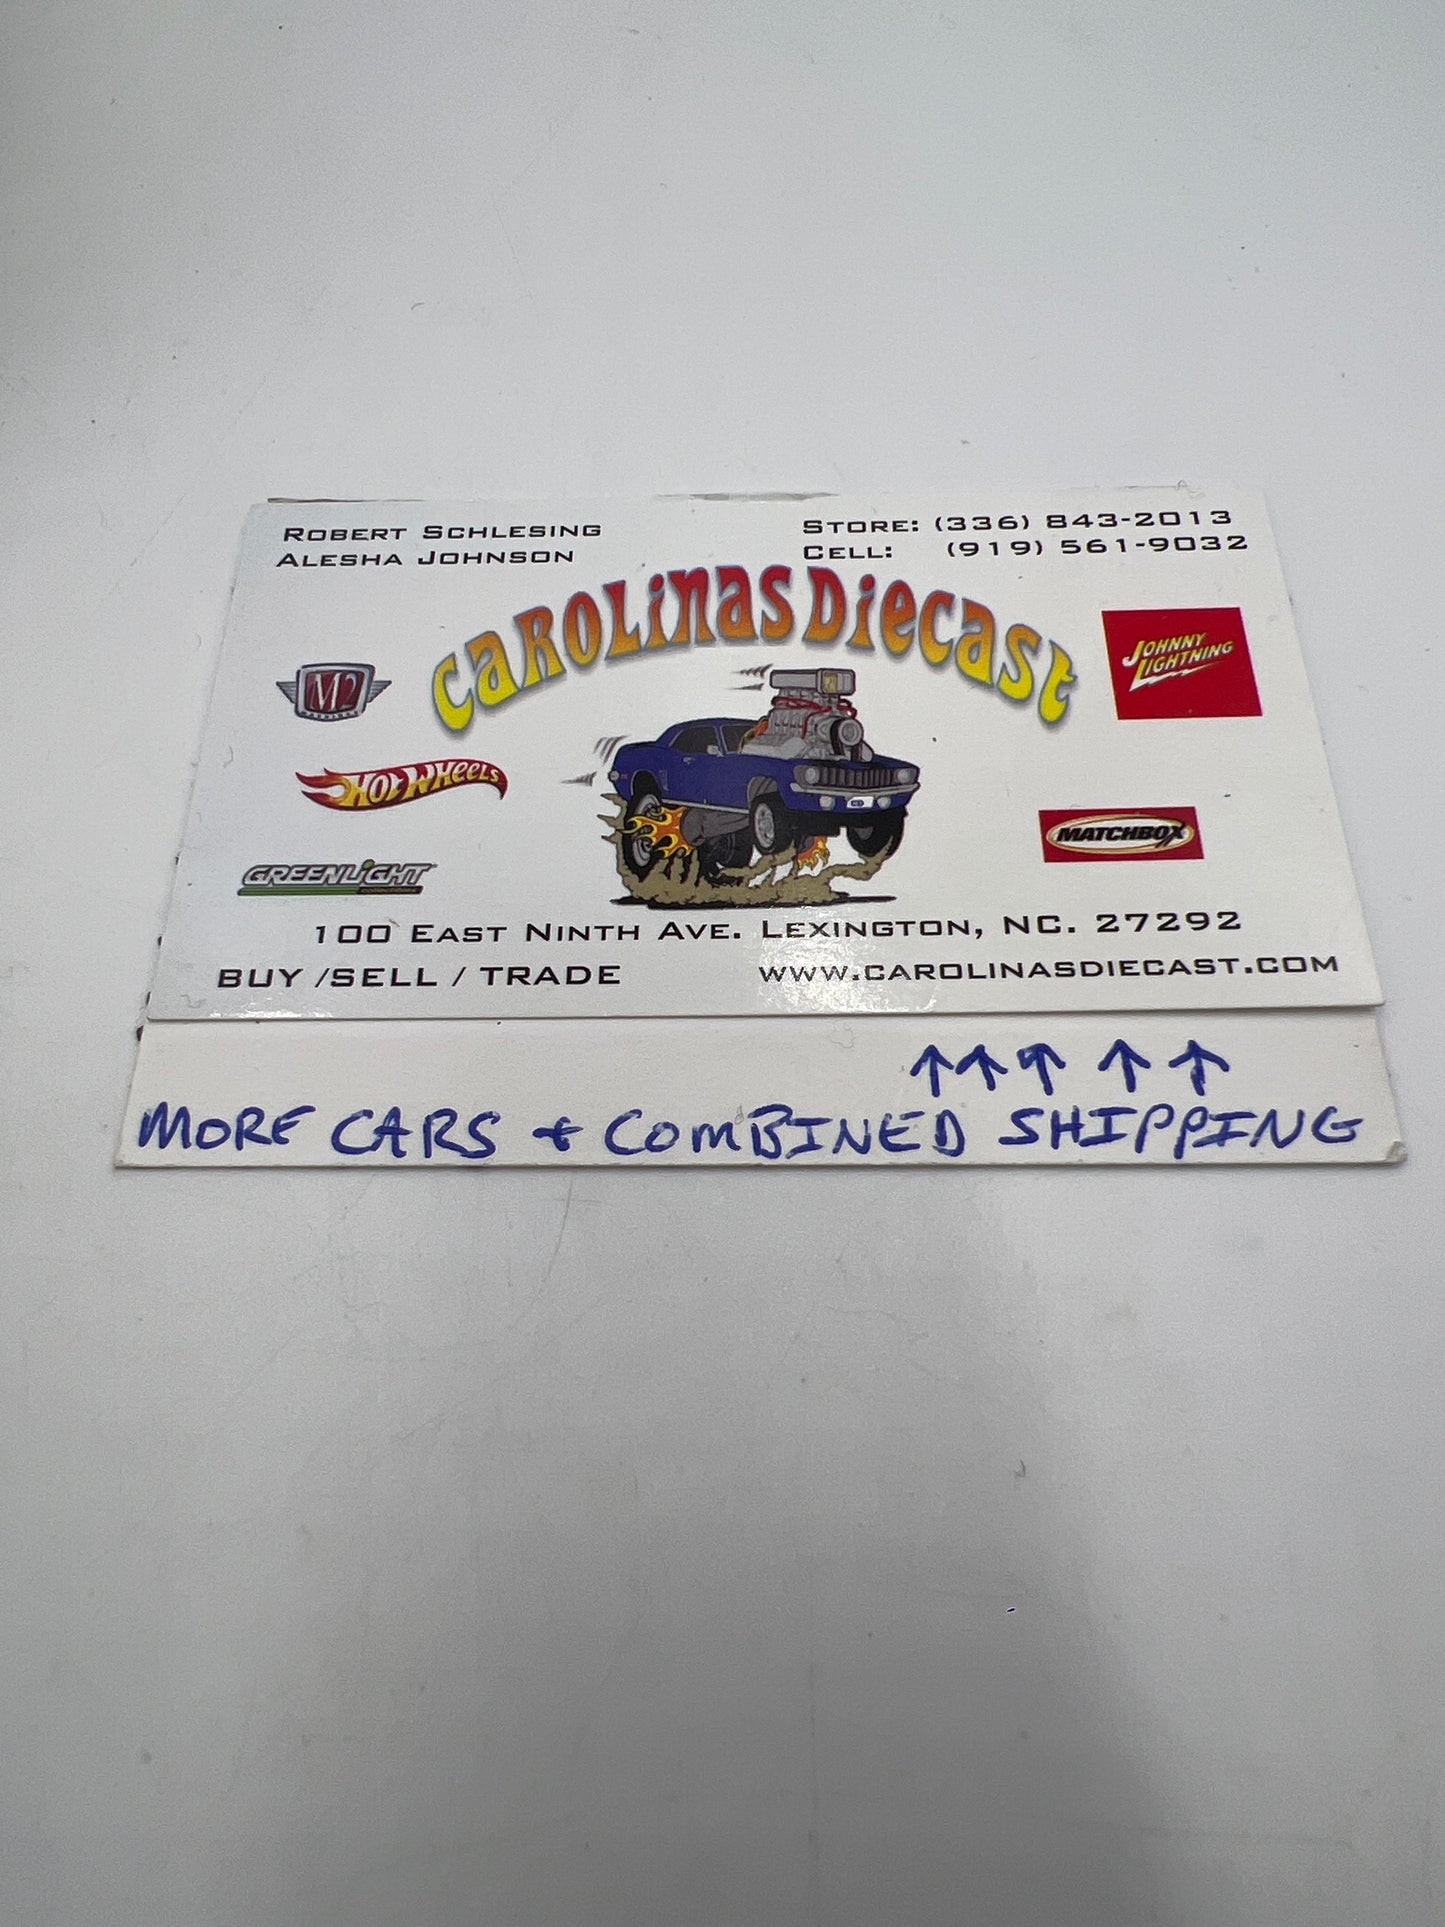 ROBERT SCHLESING
ALESHA JOHNSON
STORE: (336) 843-2013
CELL: (919) 561-9032
CAROLINAS DIECAST
M2
MACHINES
JOHNNY LIGHTNING
HOT WHEELS
MATCHBOX
GREENLIGHT
100 EAST NINTH AVE. LEXINGTON, NC. 27292
BUY /SELL / TRADE
WWW.CAROLINASDIECAST.COM
↑ ↑ ↑ ↑ ↑
MORE CARS + COMBINED SHIPPING